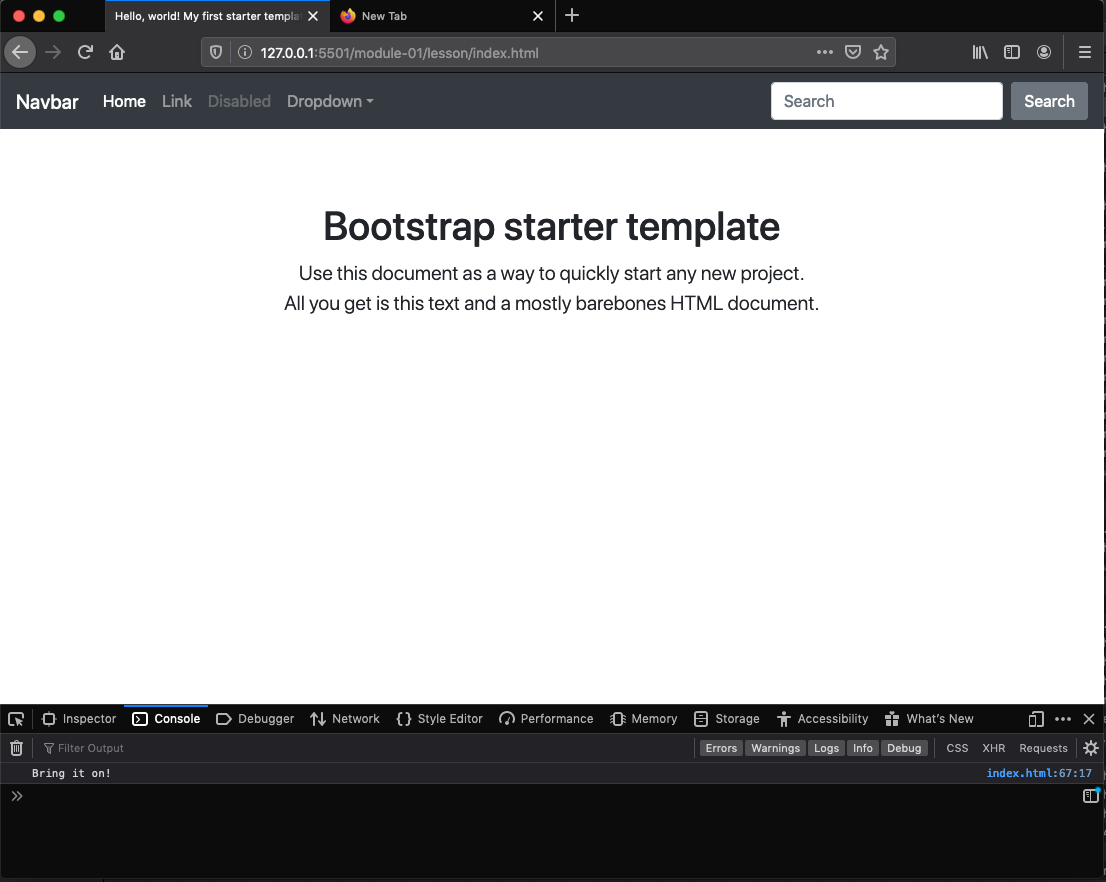 Hello, world! My first starter templa
New Tab
127.0.0.1:5501/module-01/lesson/index.html
Navbar Home Link Disabled Dropdown Search Search
Bootstrap starter template
Use this document as a way to quickly start any new project.
All you get is this text and a mostly barebones HTML document.
Inspector Console Debugger Network Style Editor Performance Memory Storage Accessibility What's New
Filter Output Errors Warnings Logs Info Debug CSS XHR Requests
Bring it on! index.html:67:17